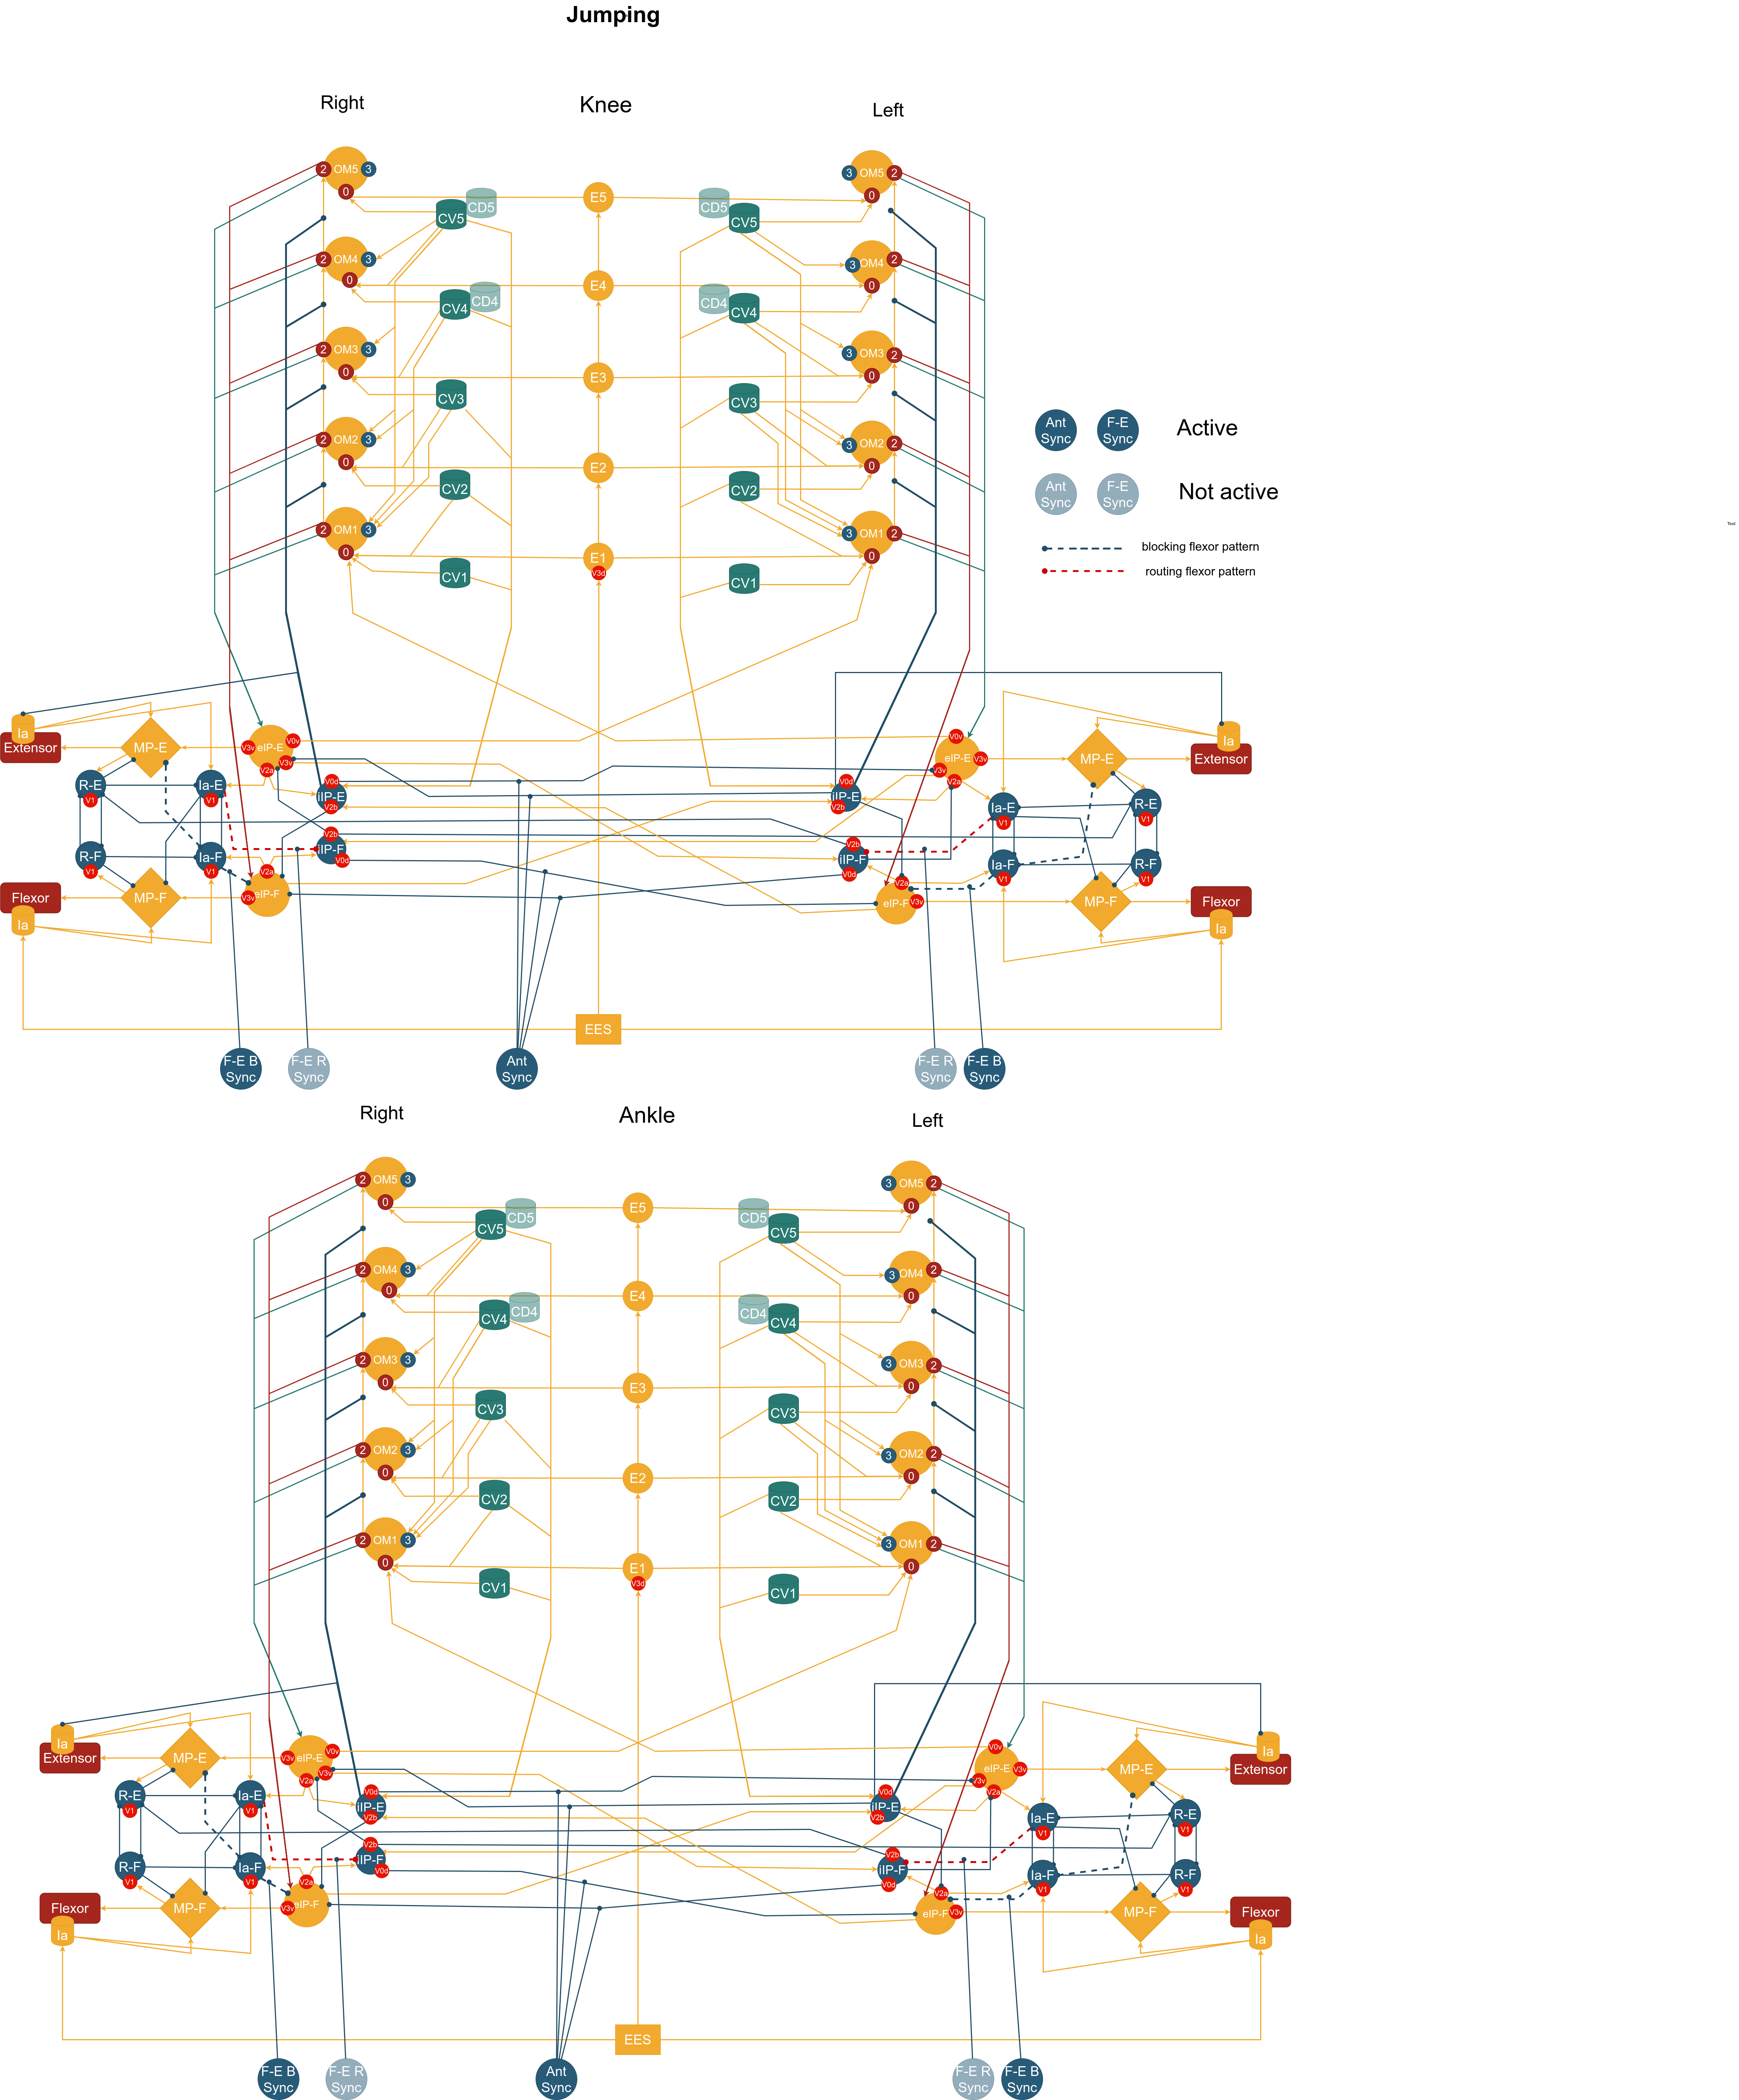 Jumping
Right
Knee
Left
2 OM5 3
3 OM5 2
0
0
CD5
CV5
E5
CD5
CV5
2 OM4 3
3 OM4 2
0
0
CD4
CV4
E4
CD4
CV4
2 OM3 3
3 OM3 2
0
0
E3
CV3
CV3
Ant
Sync
F-E
Sync
Active
2 OM2 3
3 OM2 2
0
0
E2
CV2
CV2
Ant
Sync
F-E
Sync
Not active
Text
2 OM1 3
3 OM1 2
0
0
E1
V3d
CV1
CV1
blocking flexor pattern
routing flexor pattern
Ia
Extensor
MP-E
V3v eIP-E V0v
V2a V3v
R-E
V1
Ia-E
V1
V0d
iIP-E
V2b
V2b
iIP-F
V0d
R-F
V1
Ia-F
V1
V2a
V3v eIP-F
Flexor
Ia
MP-F
V0v
eIP-E V3v
V3v V2a
V0d
iIP-E
V2b
V2b
iIP-F
V0d
V2a
eIP-F V3v
Ia-E
V1
Ia-F
V1
MP-E
R-E
V1
R-F
V1
MP-F
Ia
Extensor
Flexor
Ia
EES
F-E B
Sync
F-E R
Sync
Ant
Sync
F-E R
Sync
F-E B
Sync
Right
Ankle
Left
2 OM5 3
3 OM5 2
0
0
CD5
CV5
E5
CD5
CV5
2 OM4 3
3 OM4 2
0
0
CD4
CV4
E4
CD4
CV4
2 OM3 3
3 OM3 2
0
0
E3
CV3
CV3
2 OM2 3
3 OM2 2
0
0
E2
CV2
CV2
2 OM1 3
3 OM1 2
0
0
E1
V3d
CV1
CV1
Ia
Extensor
MP-E
V3v eIP-E V0v
V2a V3v
R-E
V1
Ia-E
V1
V0d
iIP-E
V2b
V2b
iIP-F
V0d
R-F
V1
Ia-F
V1
V2a
V3v eIP-F
Flexor
Ia
MP-F
V0v
eIP-E V3v
V3v V2a
V0d
iIP-E
V2b
V2b
iIP-F
V0d
V2a
eIP-F V3v
Ia-E
V1
Ia-F
V1
MP-E
R-E
V1
R-F
V1
MP-F
Ia
Extensor
Flexor
Ia
EES
F-E B
Sync
F-E R
Sync
Ant
Sync
F-E R
Sync
F-E B
Sync